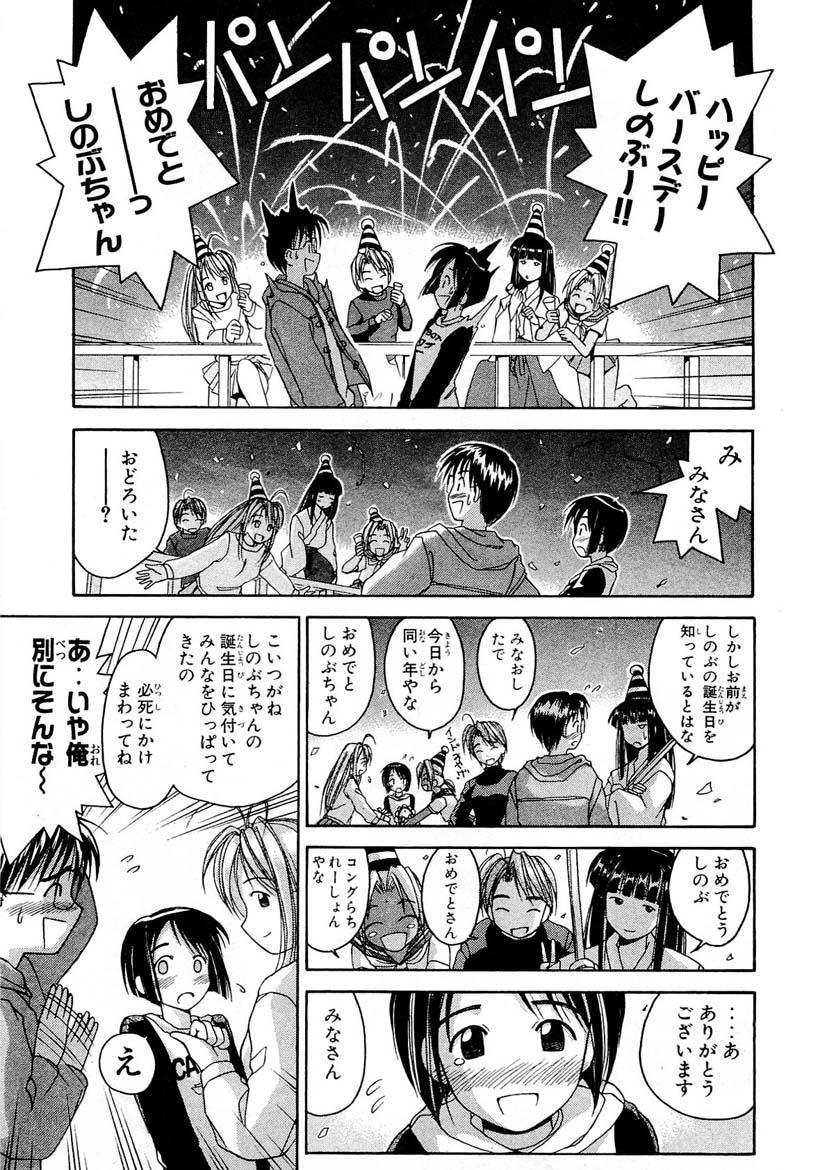 ハッピー
バースデー
しのぶー!!
パンパンパンパン
おめでと
――っ
しのぶちゃん
み
みなさん
おどろいた
――?
しかしお前が
しのぶの誕生日を
知っているとはな
みなおし
たで
今日から
同い年やな
おめでと
しのぶちゃん
おめでとう
しのぶ
おめでとさん
コングらち
れーしょん
やな
‥‥あ
ありがとう
ございます
みなさん
こいつがね
しのぶちゃんの
誕生日に気付いて
みんなをひっぱって
きたの
必死にかけ
まわってね
え
あ‥いや俺
別にそんな〜